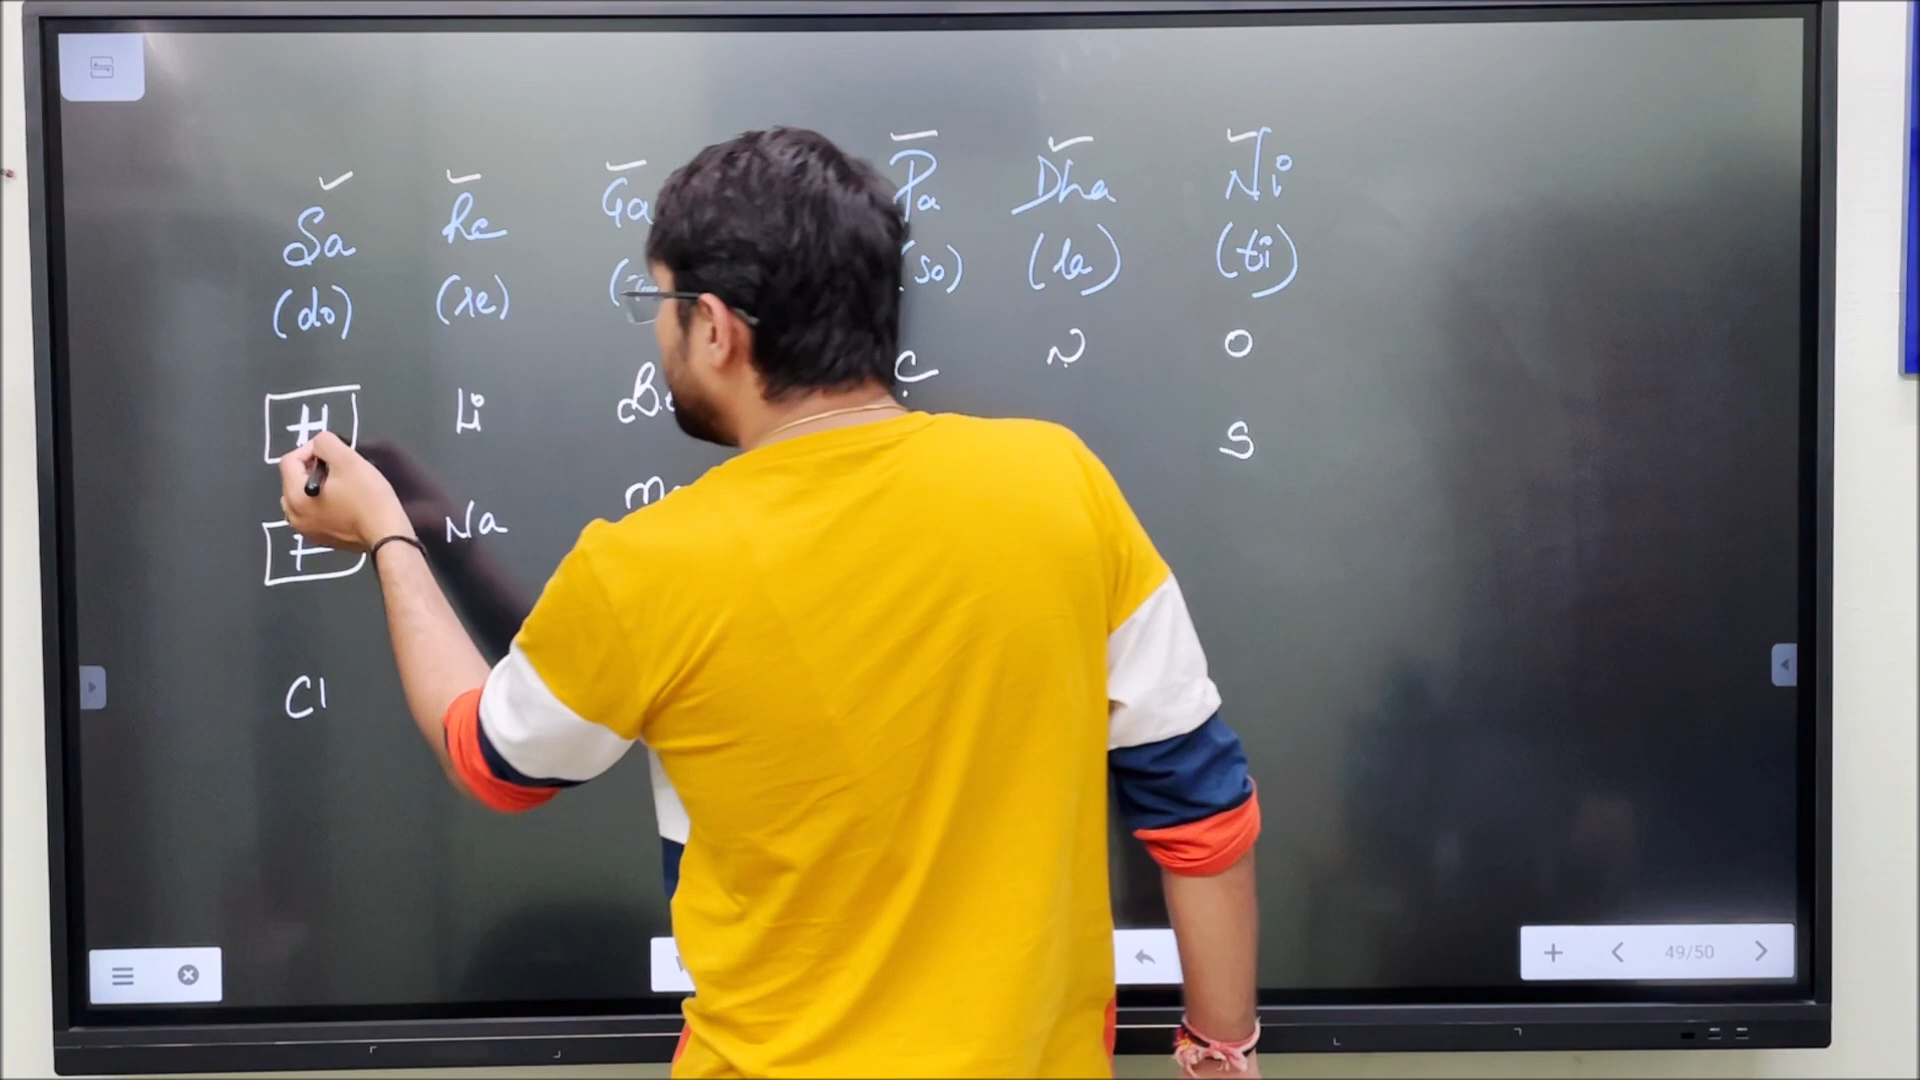 Sa Re Ga Pa Dha Ni
(do) (re) (so) (la) (ti)
H Li Be C N O
F Na S
Cl
49/50